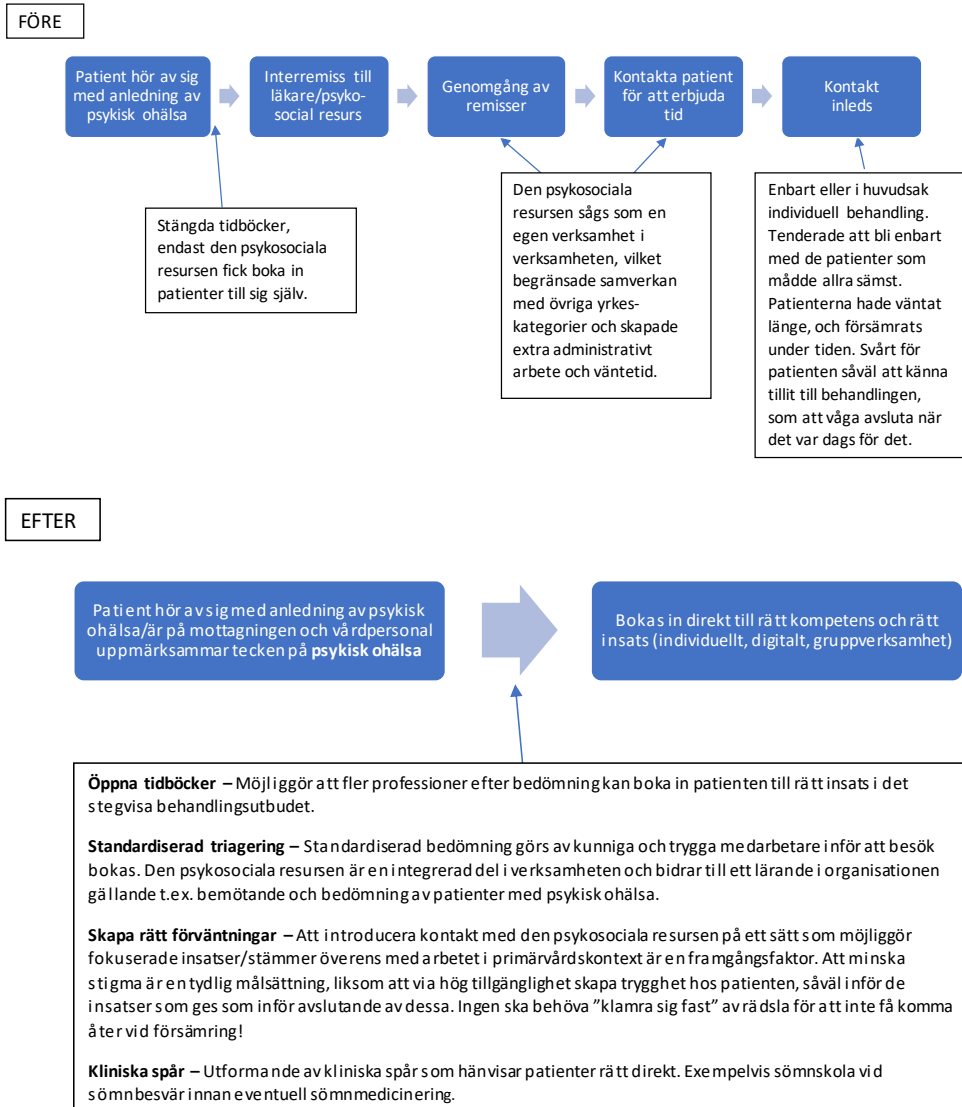 FÖRE
Patient hör av sig
med anledning av
psykisk ohälsa
Interremiss till
läkare/psyko-
social resurs
Genomgång av
remisser
Kontakta patient
för att erbjuda
tid
Kontakt
inleds
Stängda tidböcker,
endast den psykosociala
resursen fick boka in
patienter till sig själv.
Den psykosociala
resursen sågs som en
egen verksamhet i
verksamheten, vilket
begränsade samverkan
med övriga yrkes-
kategorier och skapade
extra administrativt
arbete och väntetid.
Enbart eller i huvudsak
individuell behandling.
Tenderade att bli enbart
med de patienter som
mådde allra sämst.
Patienterna hade väntat
länge, och försämrats
under tiden. Svårt för
patienten såväl att känna
tillit till behandlingen,
som att våga avsluta när
det var dags för det.
EFTER
Patient hör av sig med anledning av psykisk
ohälsa/är på mottagningen och vårdpersonal
uppmärksammar tecken på psykisk ohälsa
Bokas in direkt till rätt kompetens och rätt
insats (individuellt, digitalt, gruppverksamhet)
Öppna tidböcker – Möjliggör att fler professioner efter bedömning kan boka in patienten till rätt insats i det
stegvisa behandlingsutbudet.
Standardiserad triagering – Standardiserad bedömning görs av kunniga och trygga medarbetare inför att besök
bokas. Den psykosociala resursen är en integrerad del i verksamheten och bidrar till ett lärande i organisationen
gällande t.ex. bemötande och bedömning av patienter med psykisk ohälsa.
Skapa rätt förväntningar – Att introducera kontakt med den psykosociala resursen på ett sätt som möjliggör
fokuserade insatser/stämmer överens med arbetet i primärvårdskontext är en framgångsfaktor. Att minska
stigma är en tydlig målsättning, liksom att via hög tillgänglighet skapa trygghet hos patienten, såväl inför de
insatser som ges som inför avslutande av dessa. Ingen ska behöva ”klamra sig fast” av rädsla för att inte få komma
åter vid försämring!
Kliniska spår – Utformande av kliniska spår som hänvisar patienter rätt direkt. Exempelvis sömnskola vid
sömnbesvär innan eventuell sömnmedicinering.